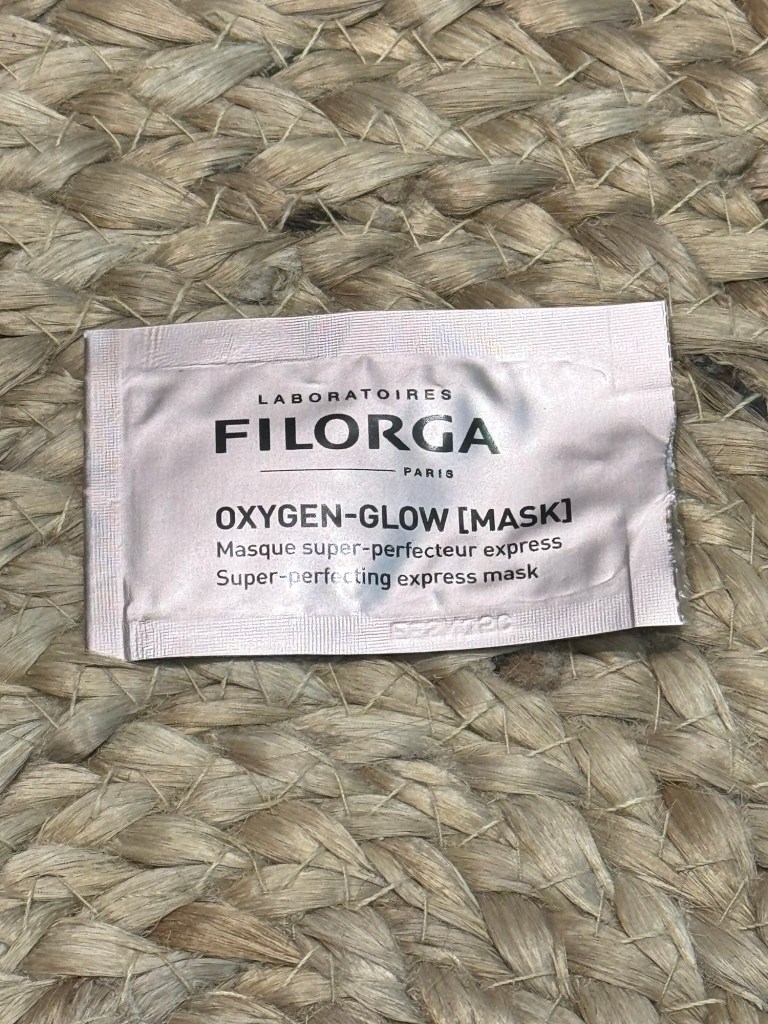 LABORATOIRES
FILORGA
PARIS
OXYGEN-GLOW [MASK]
Masque super-perfecteur express
Super-perfecting express mask